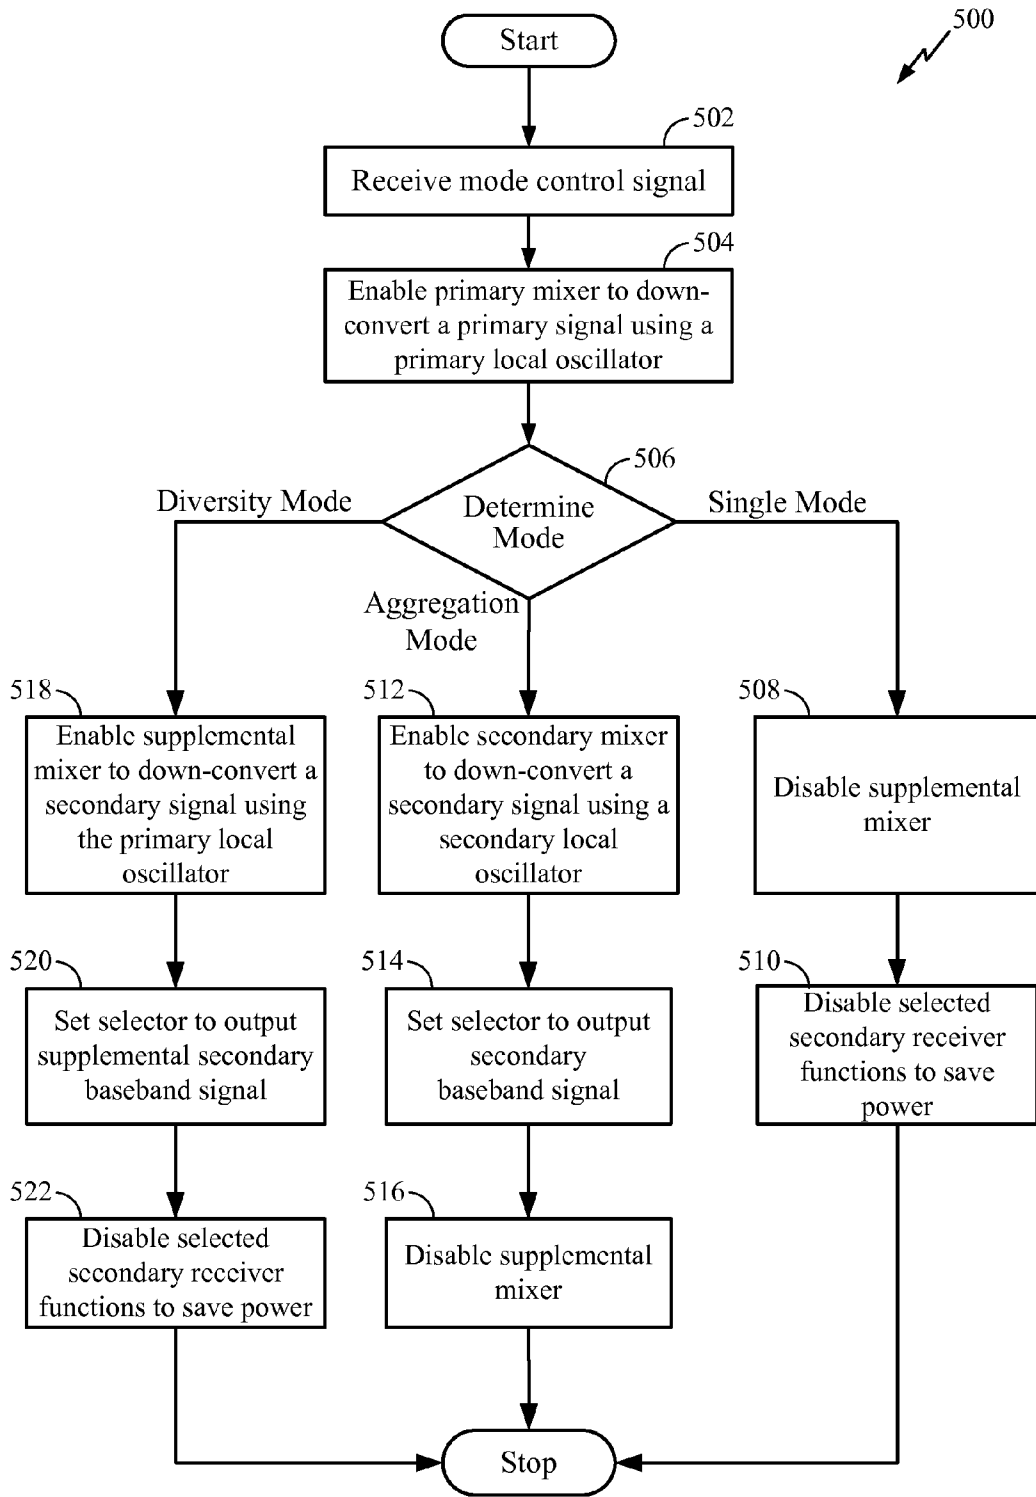 Start
500
502
Receive mode control signal
504
Enable primary mixer to down-
convert a primary signal using a
primary local oscillator
506
Determine
Mode
Diversity Mode
Single Mode
Aggregation
Mode
518
Enable supplemental
mixer to down-convert a
secondary signal using
the primary local
oscillator
512
Enable secondary mixer
to down-convert a
secondary signal using a
secondary local
oscillator
508
Disable supplemental
mixer
520
Set selector to output
supplemental secondary
baseband signal
514
Set selector to output
secondary
baseband signal
510
Disable selected
secondary receiver
functions to save
power
522
Disable selected
secondary receiver
functions to save power
516
Disable supplemental
mixer
Stop